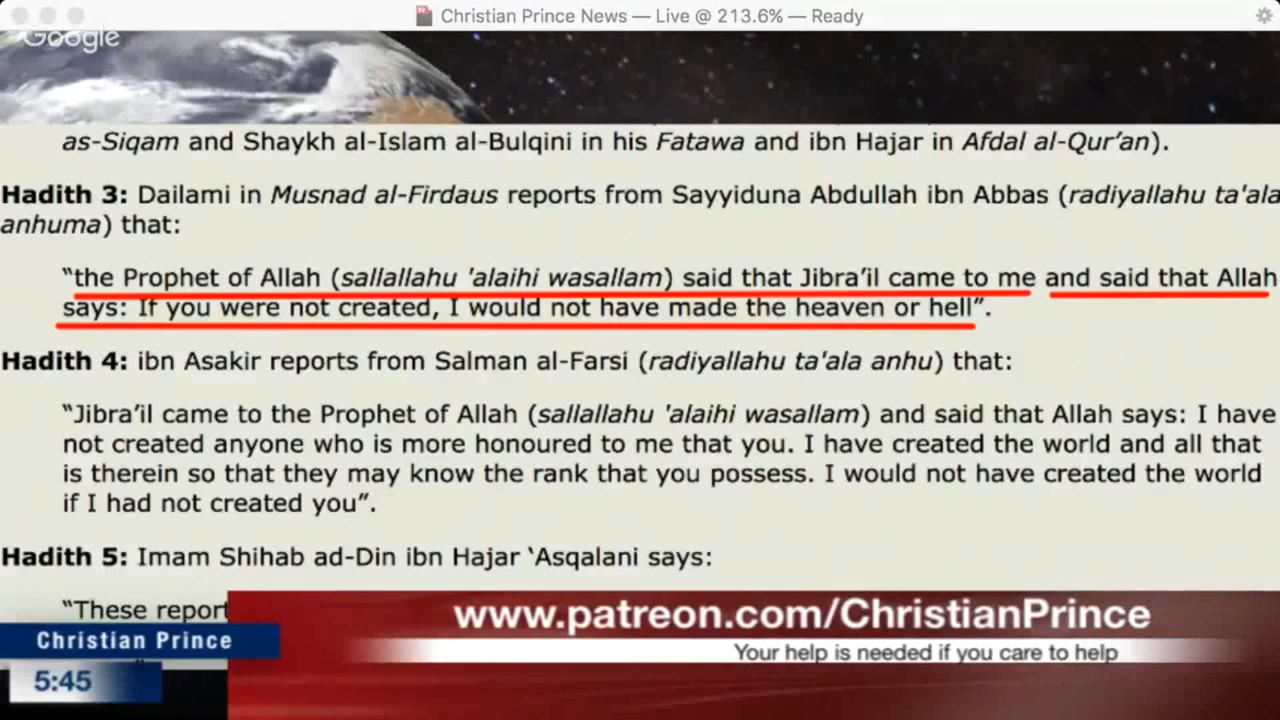 Christian Prince News — Live @ 213.6% — Ready
Google
as-Siqam and Shaykh al-Islam al-Bulqini in his Fatawa and ibn Hajar in Afdal al-Qur’an).
Hadith 3: Dailami in Musnad al-Firdaus reports from Sayyiduna Abdullah ibn Abbas (radiyallahu ta'ala
anhuma) that:
“the Prophet of Allah (sallallahu 'alaihi wasallam) said that Jibra’il came to me and said that Allah
says: If you were not created, I would not have made the heaven or hell”.
Hadith 4: ibn Asakir reports from Salman al-Farsi (radiyallahu ta'ala anhu) that:
“Jibra’il came to the Prophet of Allah (sallallahu 'alaihi wasallam) and said that Allah says: I have
not created anyone who is more honoured to me that you. I have created the world and all that
is therein so that they may know the rank that you possess. I would not have created the world
if I had not created you”.
Hadith 5: Imam Shihab ad-Din ibn Hajar ‘Asqalani says:
“These report
www.patreon.com/ChristianPrince
Christian Prince
Your help is needed if you care to help
5:45